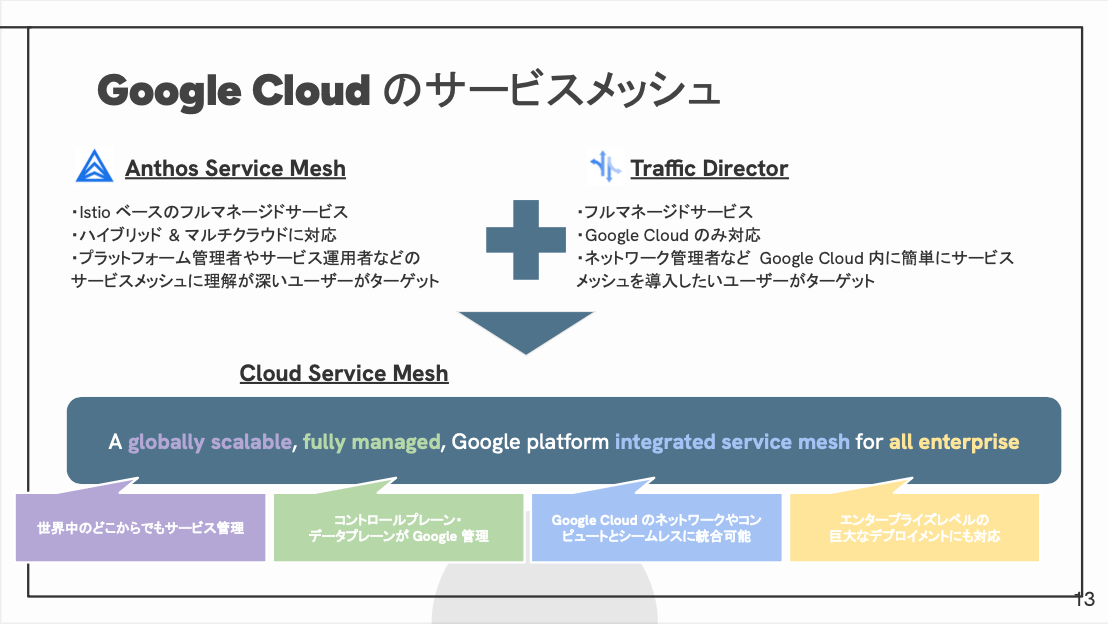 Google Cloud のサービスメッシュ
Anthos Service Mesh
・Istio ベースのフルマネージドサービス
・ハイブリッド & マルチクラウドに対応
・プラットフォーム管理者やサービス運用者などの
サービスメッシュに理解が深いユーザーがターゲット
Traffic Director
・フルマネージドサービス
・Google Cloud のみ対応
・ネットワーク管理者など Google Cloud 内に簡単にサービス
メッシュを導入したいユーザーがターゲット
Cloud Service Mesh
A globally scalable, fully managed, Google platform integrated service mesh for all enterprise
世界中のどこからでもサービス管理
コントロールプレーン・
データプレーンが Google 管理
Google Cloud のネットワークやコン
ピュートとシームレスに統合可能
エンタープライズレベルの
巨大なデプロイメントにも対応
13